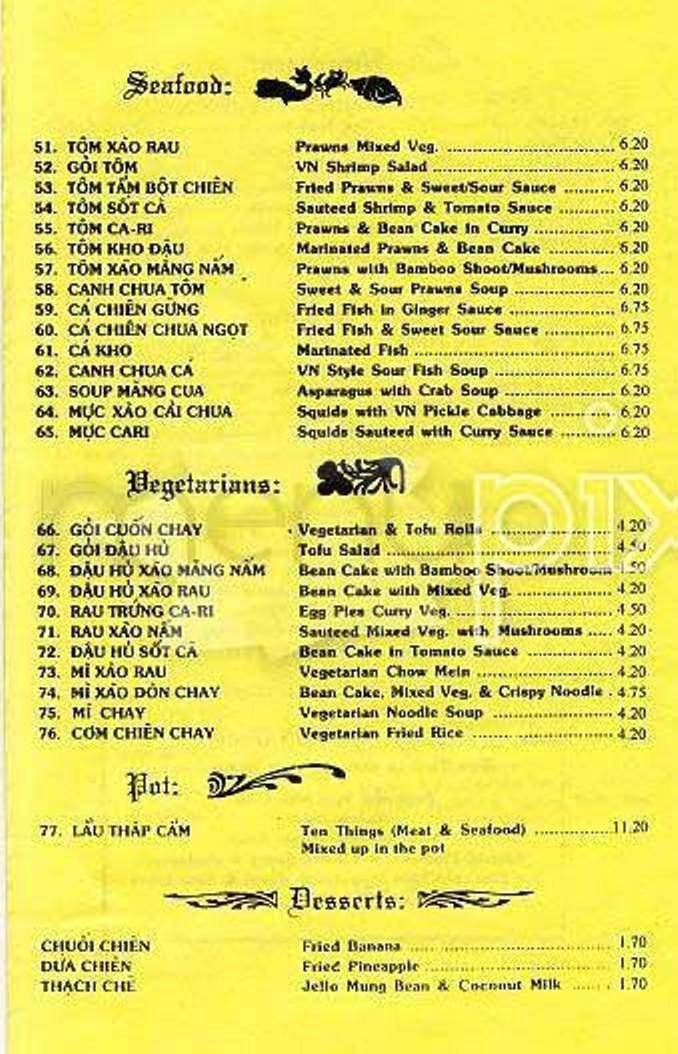 Seafood:
51. TÔM XÀO RAU Prawns Mixed Veg. 6.20
52. GỎI TÔM VN Shrimp Salad 6.20
53. TÔM TẨM BỘT CHIÊN Fried Prawns & Sweet/Sour Sauce 6.20
54. TÔM SỐT CÀ Sauteed Shrimp & Tomato Sauce 6.20
55. TÔM CA-RI Prawns & Bean Cake in Curry 6.20
56. TÔM KHO ĐẬU Marinated Prawns & Bean Cake 6.20
57. TÔM XÀO MĂNG NẤM Prawns with Bamboo Shoot/Mushrooms 6.20
58. CANH CHUA TÔM Sweet & Sour Prawns Soup 6.20
59. CÁ CHIÊN GỪNG Fried Fish in Ginger Sauce 6.75
60. CÁ CHIÊN CHUA NGỌT Fried Fish & Sweet Sour Sauce 6.75
61. CÁ KHO Marinated Fish 6.75
62. CANH CHUA CÁ VN Style Sour Fish Soup 6.75
63. SOUP MĂNG CUA Asparagus with Crab Soup 6.20
64. MỰC XÀO CẢI CHUA Squids with VN Pickle Cabbage 6.20
65. MỰC CARI Squids Sauteed with Curry Sauce 6.20
Vegetarians:
66. GỎI CUỐN CHAY Vegetarian & Tofu Rolls 4.20
67. GỎI ĐẬU HỦ Tofu Salad 4.50
68. ĐẬU HỦ XÀO MĂNG NẤM Bean Cake with Bamboo Shoot/Mushroom 4.50
69. ĐẬU HỦ XÀO RAU Bean Cake with Mixed Veg. 4.20
70. RAU TRỨNG CA-RI Egg Plex Curry Veg. 4.50
71. RAU XÀO NẤM Sauteed Mixed Veg. with Mushrooms 4.20
72. ĐẬU HỦ SỐT CÀ Bean Cake in Tomato Sauce 4.20
73. MÌ XÀO RAU Vegetarian Chow Mein 4.20
74. MÌ XÀO DÒN CHAY Bean Cake, Mixed Veg. & Crispy Noodle 4.75
75. MÌ CHAY Vegetarian Noodle Soup 4.20
76. CƠM CHIÊN CHAY Vegetarian Fried Rice 4.20
Pot:
77. LẨU THẬP CẨM Ten Things (Meat & Seafood) 11.20
Mixed up in the pot
Desserts:
CHUỐI CHIÊN Fried Banana 1.70
DỨA CHIÊN Fried Pineapple 1.70
THẠCH CHÈ Jello Mung Bean & Coconut Milk 1.70